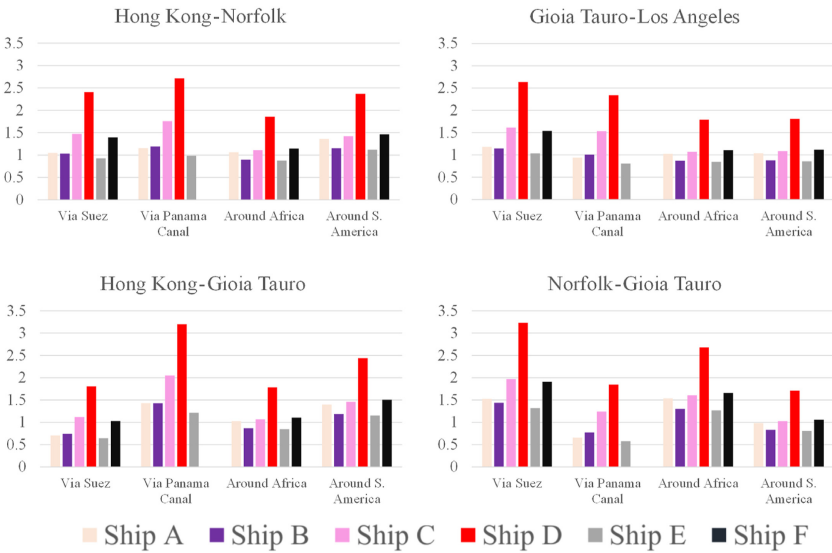 Hong Kong-Norfolk
3.5
3
2.5
2
1.5
1
0.5
0
Via Suez
Via Panama
Canal
Around Africa
Around S.
America
Gioia Tauro-Los Angeles
3.5
3
2.5
2
1.5
1
0.5
0
Via Suez
Via Panama
Canal
Around Africa
Around S.
America
Hong Kong-Gioia Tauro
3.5
3
2.5
2
1.5
1
0.5
0
Via Suez
Via Panama
Canal
Around Africa
Around S.
America
Norfolk-Gioia Tauro
3.5
3
2.5
2
1.5
1
0.5
0
Via Suez
Via Panama
Canal
Around Africa
Around S.
America
Ship A Ship B Ship C Ship D Ship E Ship F